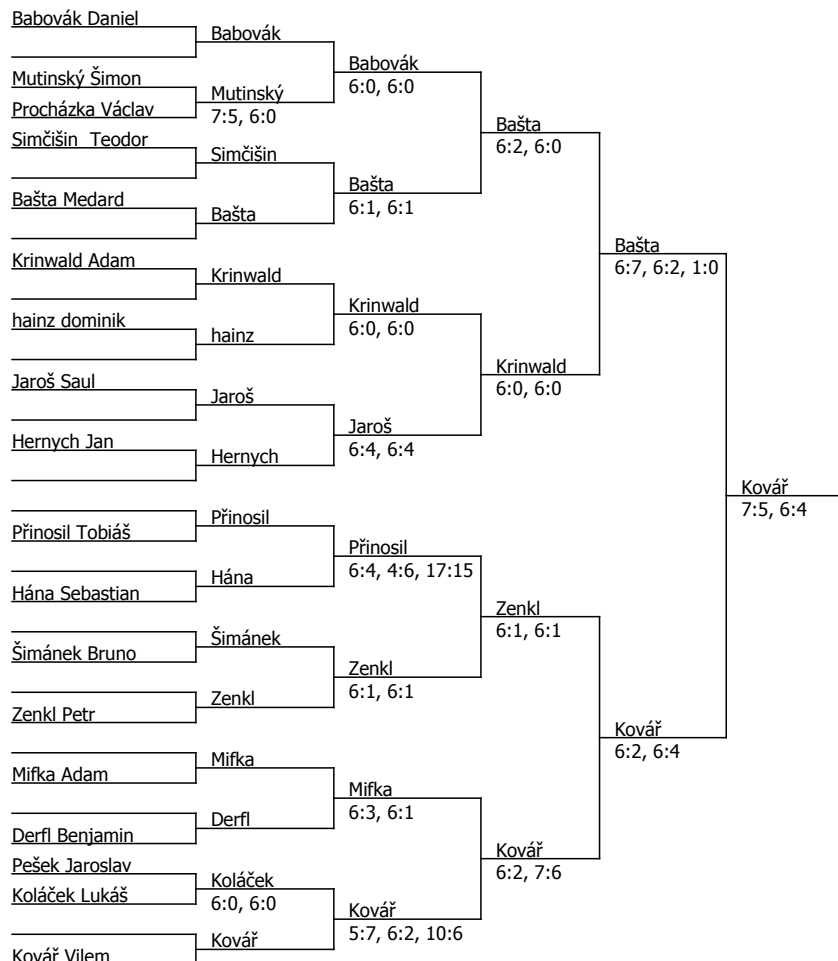 Babovák Daniel
Babovák
Babovák
6:0, 6:0
Mutinský Šimon
Mutinský
7:5, 6:0
Procházka Václav
Bašta
6:2, 6:0
Simčišin  Teodor
Simčišin
Bašta
6:1, 6:1
Bašta Medard
Bašta
Bašta
6:7, 6:2, 1:0
Krinwald Adam
Krinwald
Krinwald
6:0, 6:0
hainz dominik
hainz
Krinwald
6:0, 6:0
Jaroš Saul
Jaroš
Jaroš
6:4, 6:4
Hernych Jan
Hernych
Kovář
7:5, 6:4
Přinosil
Přinosil Tobiáš
Přinosil
6:4, 4:6, 17:15
Hána
Hána Sebastian
Zenkl
6:1, 6:1
Šimánek
Šimánek Bruno
Zenkl
6:1, 6:1
Zenkl
Zenkl Petr
Kovář
6:2, 6:4
Mifka
Mifka Adam
Mifka
6:3, 6:1
Derfl
Derfl Benjamin
Kovář
6:2, 7:6
Pešek Jaroslav
Koláček
6:0, 6:0
Koláček Lukáš
Kovář
5:7, 6:2, 10:6
Kovář
Kovář Vilem